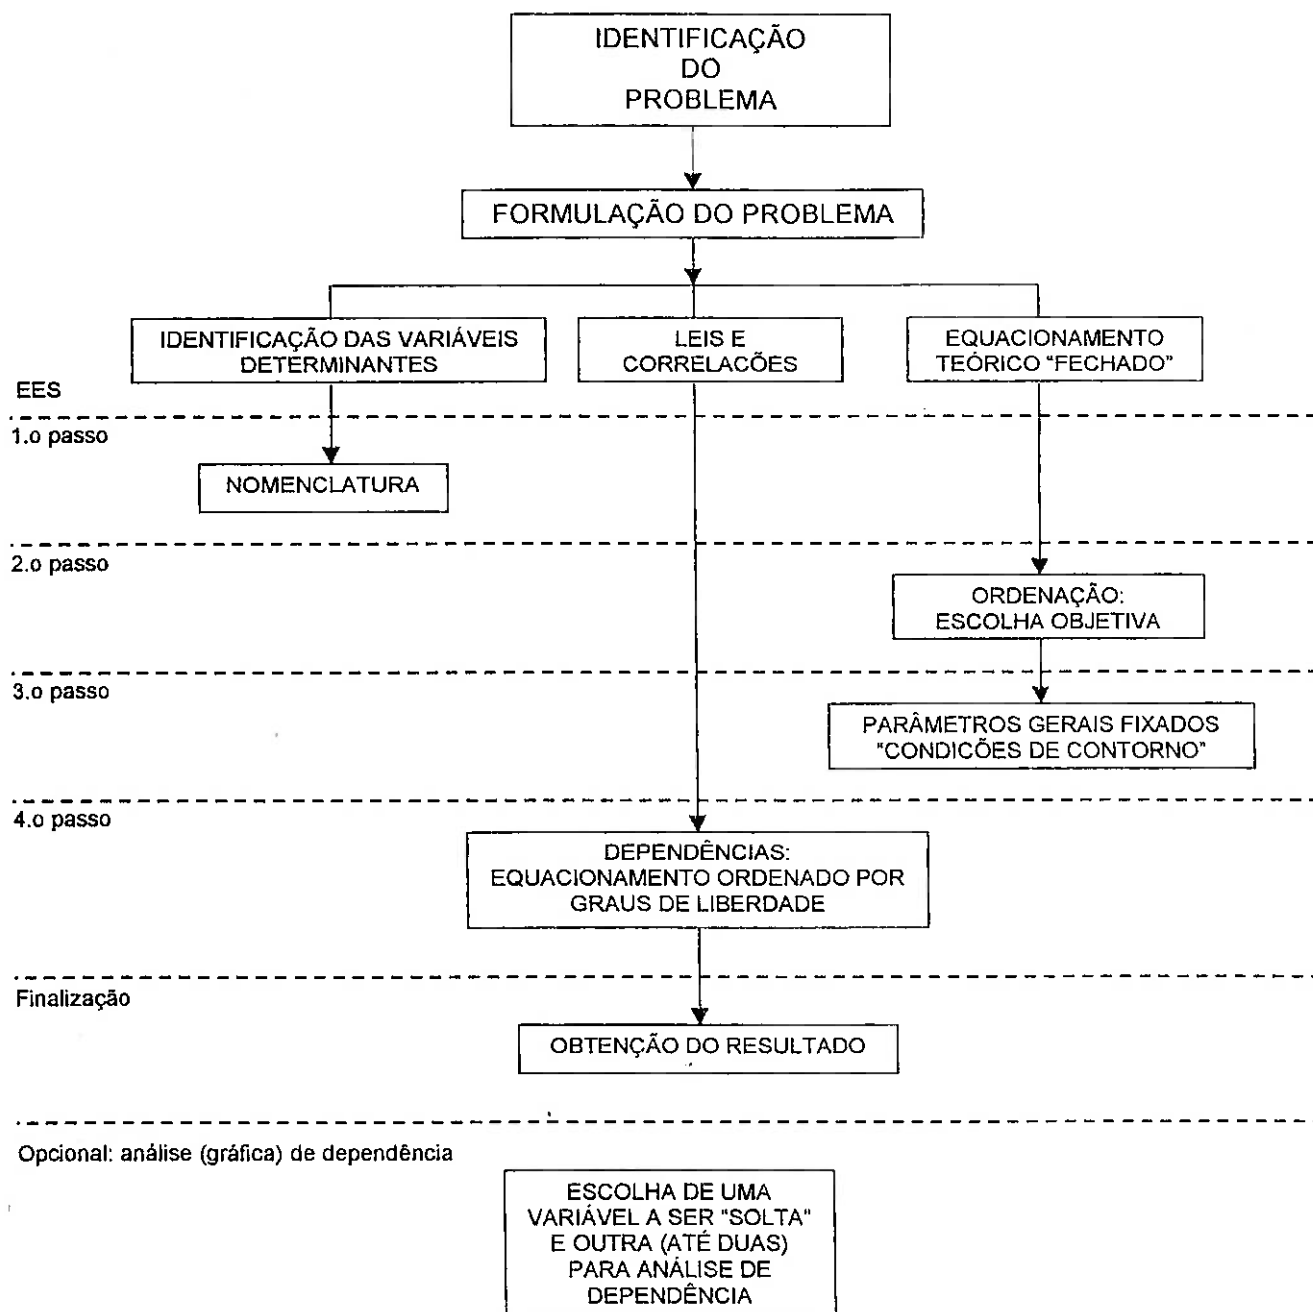 IDENTIFICAÇÃO
DO
PROBLEMA
FORMULAÇÃO DO PROBLEMA
IDENTIFICAÇÃO DAS VARIÁVEIS
DETERMINANTES
LEIS E
CORRELACÕES
EQUACIONAMENTO
TEÓRICO "FECHADO"
EES
1.o passo
NOMENCLATURA
2.o passo
ORDENAÇÃO:
ESCOLHA OBJETIVA
3.o passo
PARÂMETROS GERAIS FIXADOS
"CONDICÕES DE CONTORNO"
4.o passo
DEPENDÊNCIAS:
EQUACIONAMENTO ORDENADO POR
GRAUS DE LIBERDADE
Finalização
OBTENÇÃO DO RESULTADO
Opcional: análise (gráfica) de dependência
ESCOLHA DE UMA
VARIÁVEL A SER "SOLTA"
E OUTRA (ATÉ DUAS)
PARA ANÁLISE DE
DEPENDÊNCIA